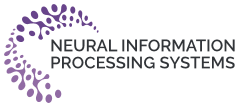 NEURAL INFORMATION
PROCESSING SYSTEMS